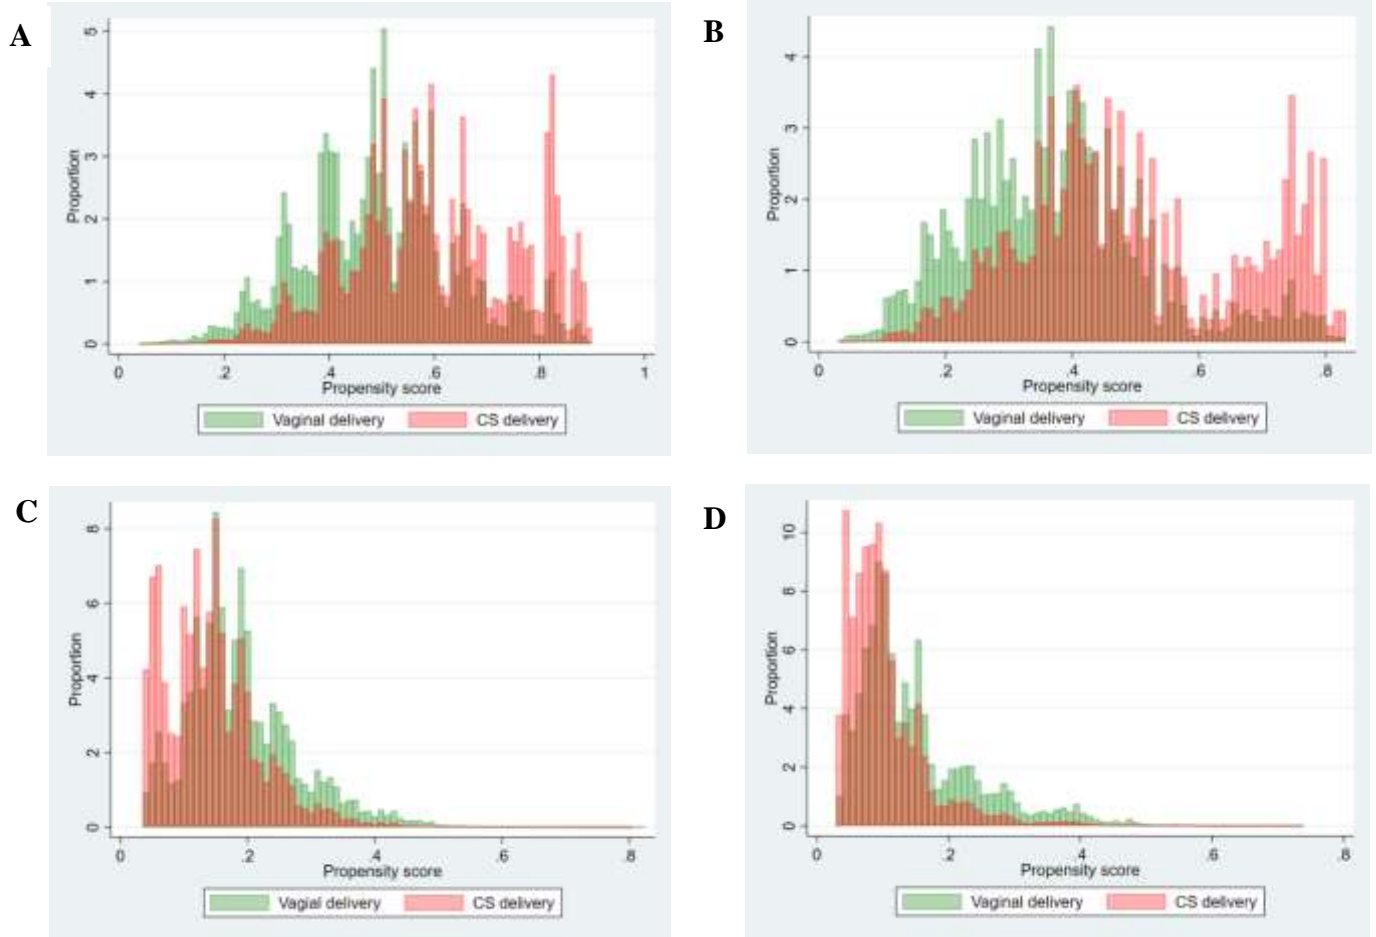 A
5
4
3
2
1
0
Proportion
0 .2 .4 .6 .8 1
Propensity score
Vaginal delivery CS delivery
B
4
3
2
1
0
Proportion
0 .2 .4 .6 .8
Propensity score
Vaginal delivery CS delivery
C
8
6
4
2
0
Proportion
0 .2 .4 .6 .8
Propensity score
Vagial delivery CS delivery
D
10
8
6
4
2
0
Proportion
0 .2 .4 .6 .8
Propensity score
Vaginal delivery CS delivery